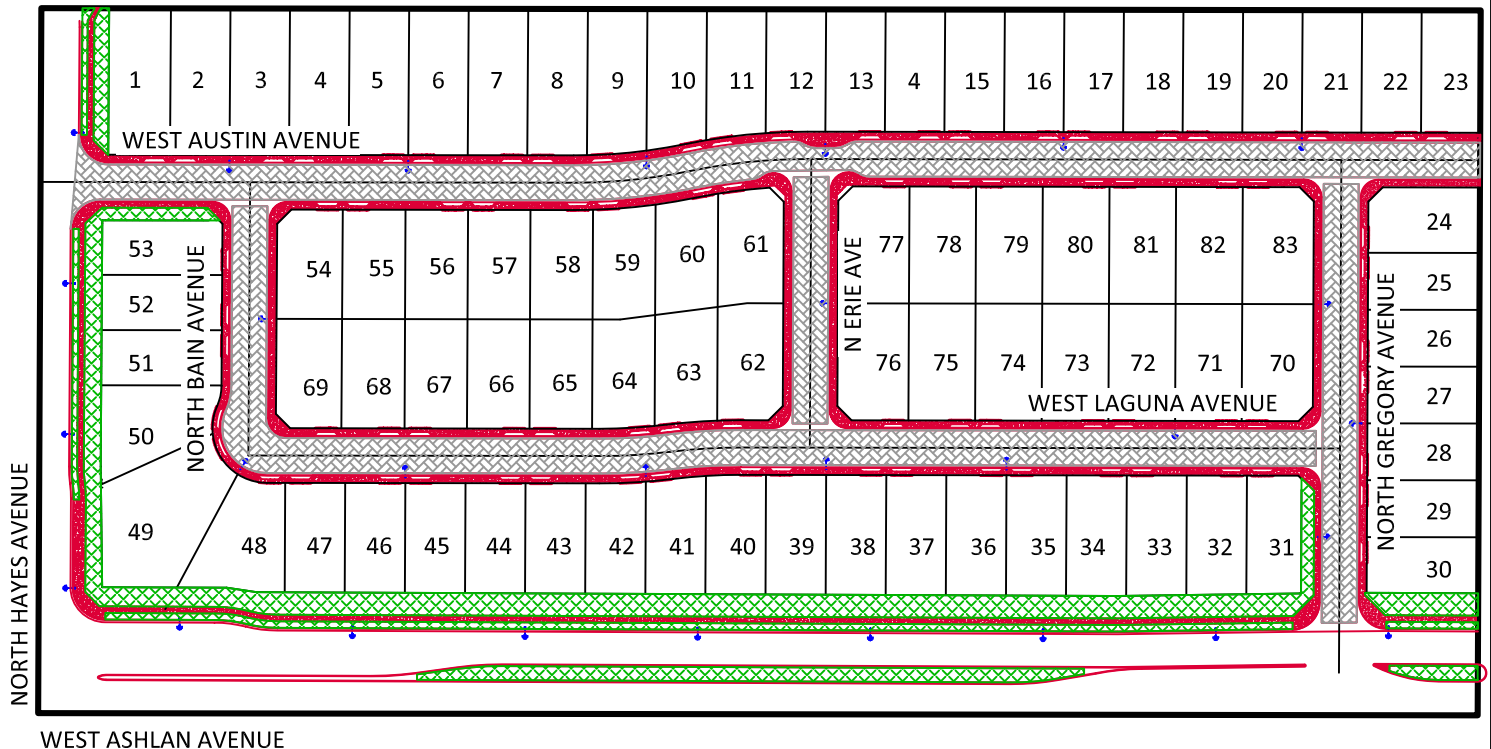 1 2 3 4 5 6 7 8 9 10 11 12 13 4 15 16 17 18 19 20 21 22 23
WEST AUSTIN AVENUE
53
52
51
50
49
NORTH BAIN AVENUE
54 55 56 57 58 59 60 61
69 68 67 66 65 64 63 62
N ERIE AVE
77 78 79 80 81 82 83
76 75 74 73 72 71 70
WEST LAGUNA AVENUE
NORTH GREGORY AVENUE
24
25
26
27
28
29
30
48 47 46 45 44 43 42 41 40 39 38 37 36 35 34 33 32 31
NORTH HAYES AVENUE
WEST ASHLAN AVENUE